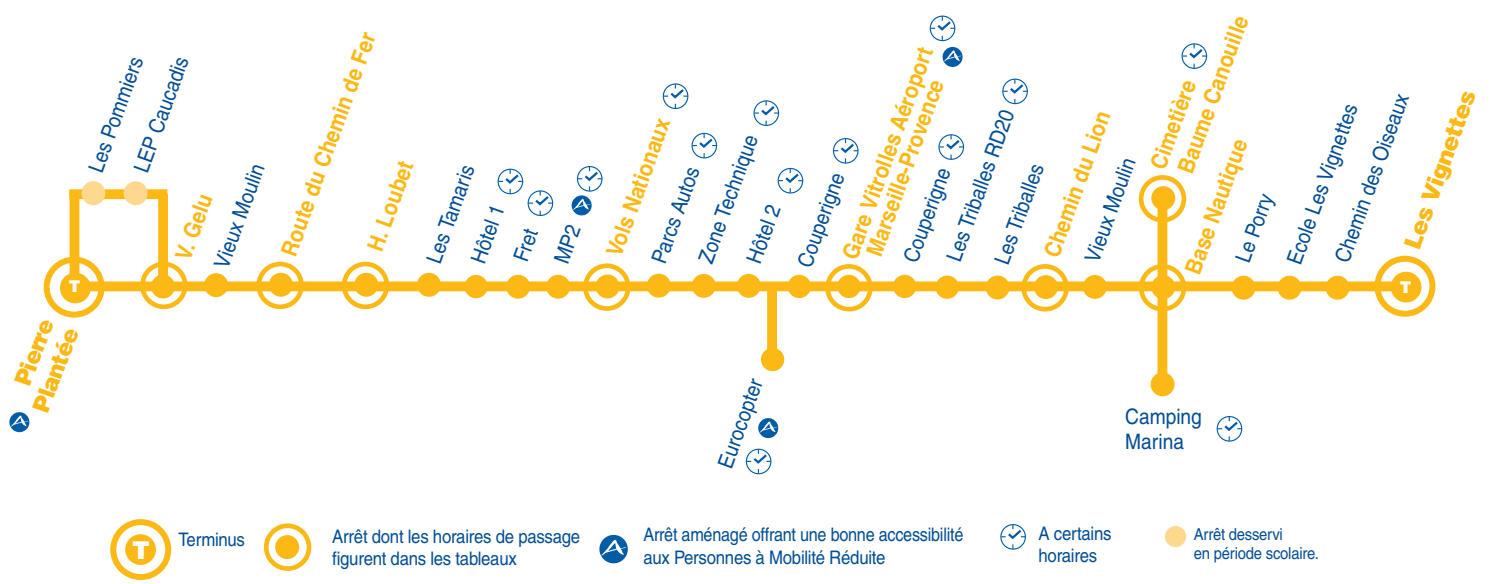 Les Pommiers
LEP Caucadis
V. Gelu
Vieux Moulin
Route du Chemin de Fer
H. Loubet
Les Tamaris
Hôtel 1
Fret
MP2
Vols Nationaux
Parcs Autos
Zone Technique
Hôtel 2
Couperigne
Gare Vitrolles Aéroport
Marseille-Provence
Couperigne
Les Triballes RD20
Les Triballes
Chemin du Lion
Vieux Moulin
Cimetière
Baume Canouille
Base Nautique
Le Porry
Ecole Les Vignettes
Chemin des Oiseaux
Les Vignettes
T
T
Pierre
Plantée
Eurocopter
Camping
Marina
T
Terminus
Arrêt dont les horaires de passage
figurent dans les tableaux
Arrêt aménagé offrant une bonne accessibilité
aux Personnes à Mobilité Réduite
A certains
horaires
Arrêt desservi
en période scolaire.